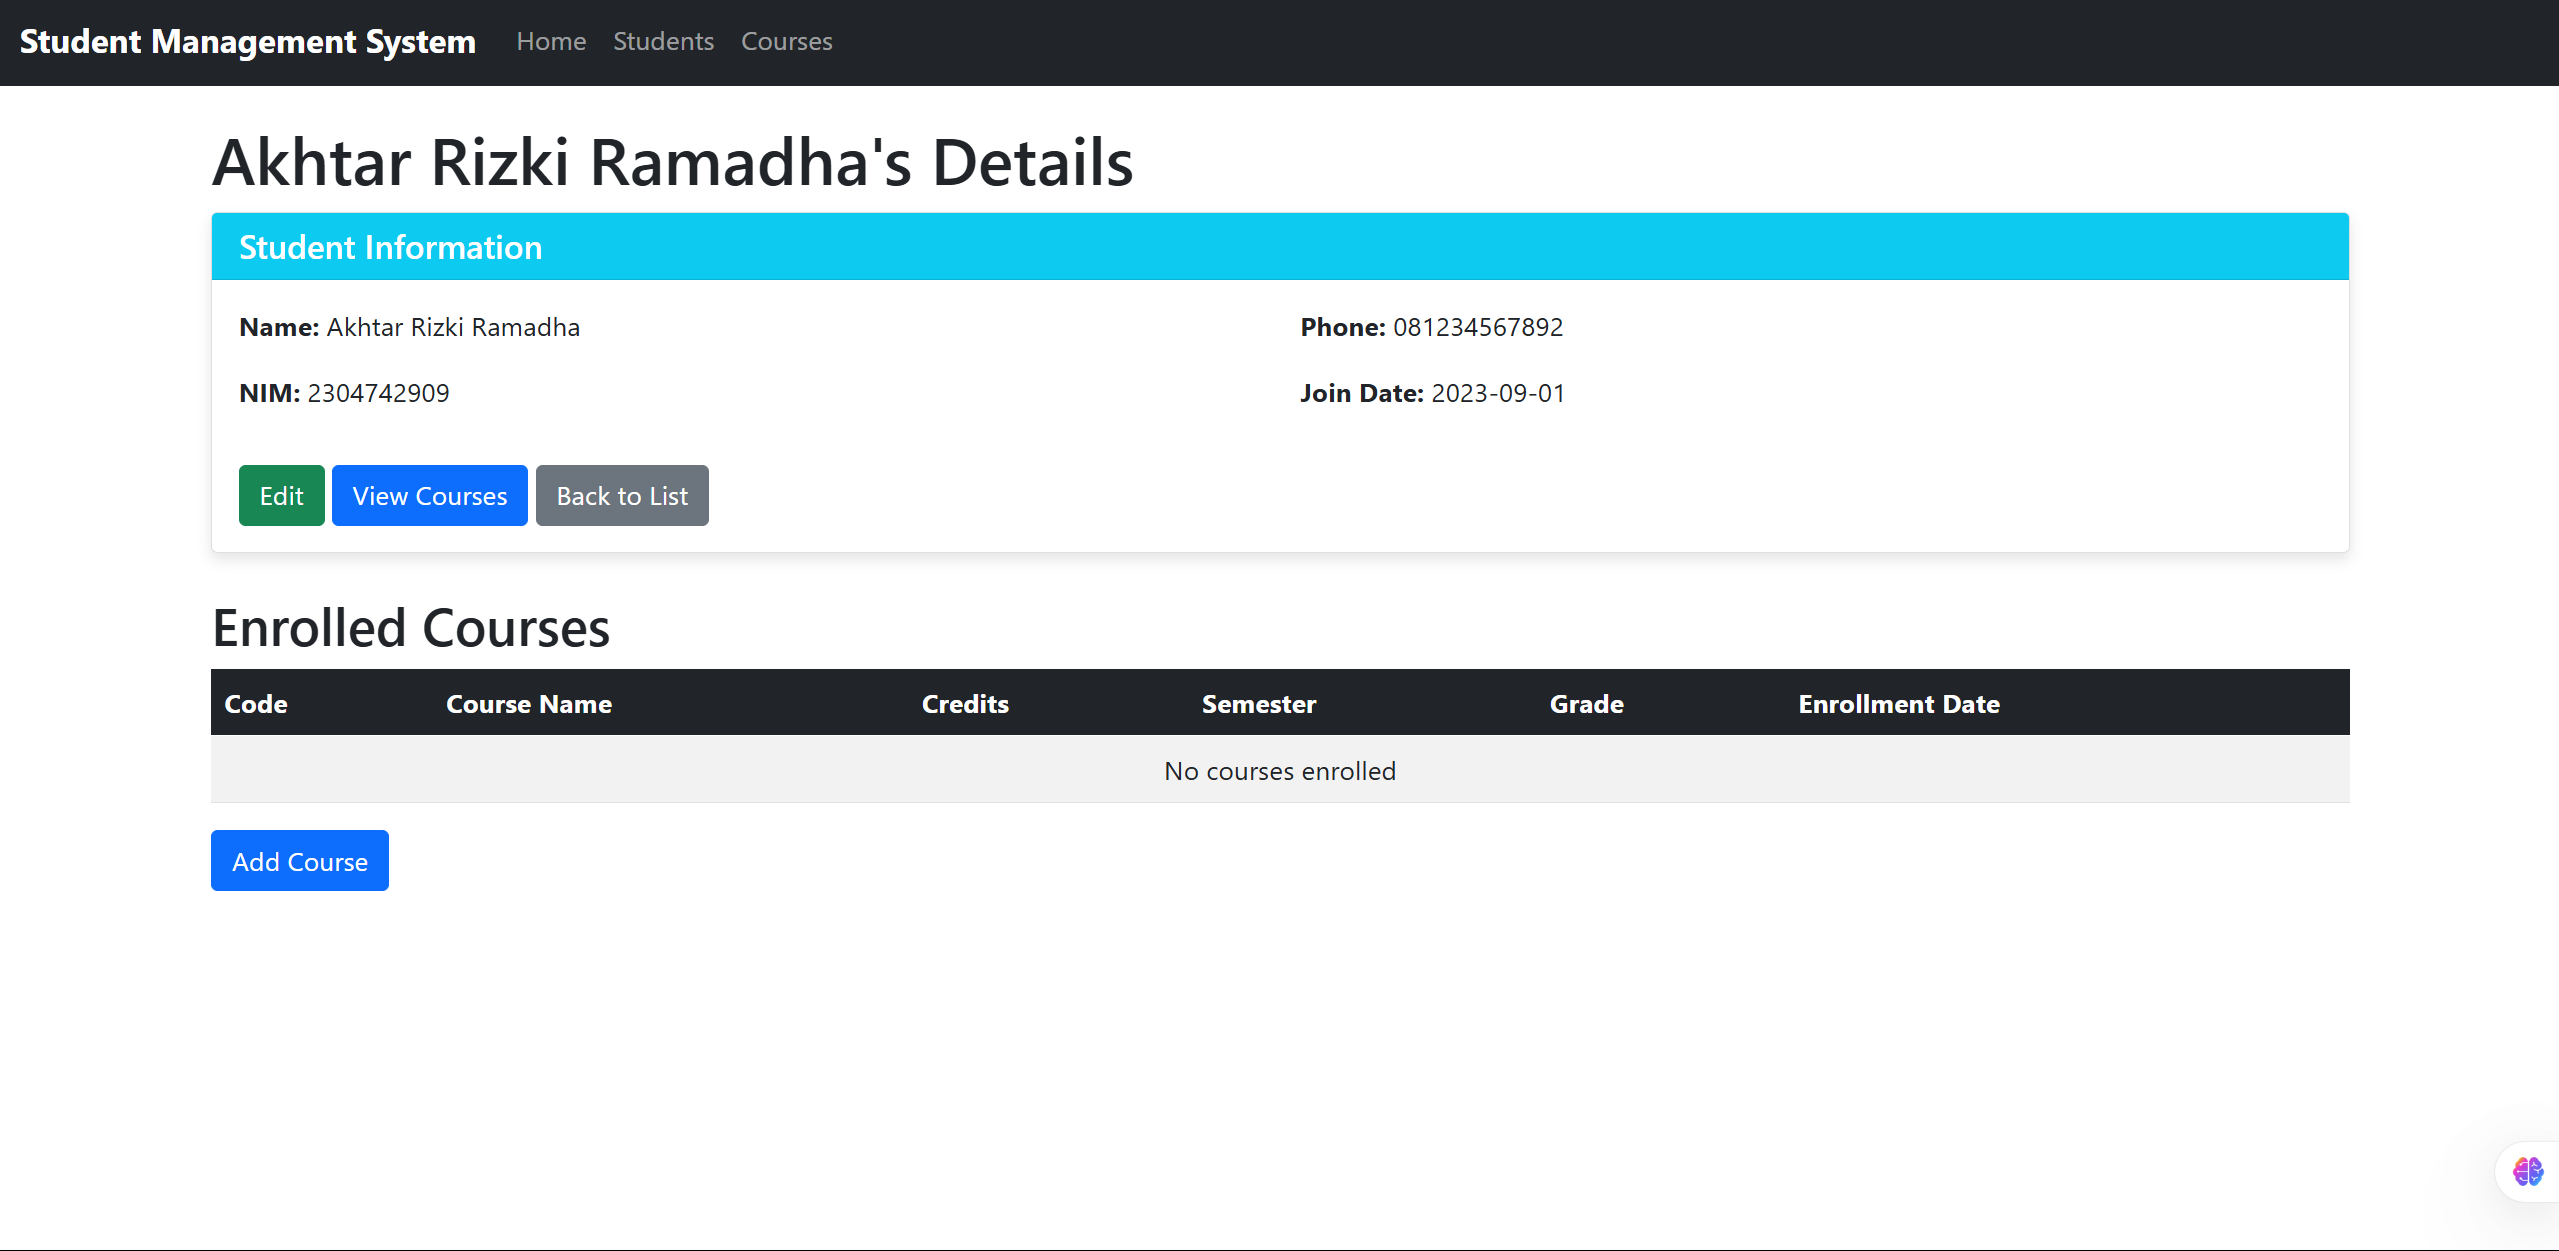 Student Management System Home Students Courses
Akhtar Rizki Ramadha's Details
Student Information
Name: Akhtar Rizki Ramadha Phone: 081234567892
NIM: 2304742909 Join Date: 2023-09-01
Edit View Courses Back to List
Enrolled Courses
Code Course Name Credits Semester Grade Enrollment Date
No courses enrolled
Add Course